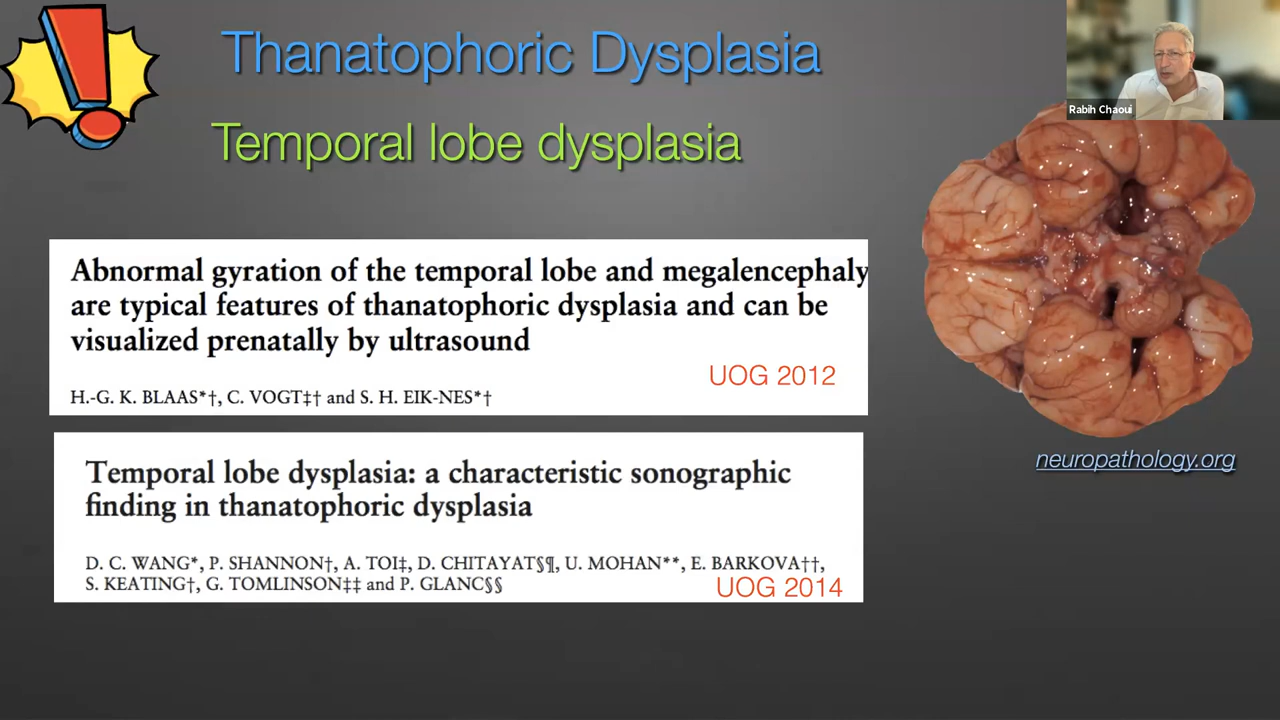 Thanatophoric Dysplasia
Rabih Chaoui
Temporal lobe dysplasia
Abnormal gyration of the temporal lobe and megalencephaly
are typical features of thanatophoric dysplasia and can be
visualized prenatally by ultrasound
UOG 2012
H.-G. K. BLAAS*†, C. VOGT‡† and S. H. EIK-NES*†
neuropathology.org
Temporal lobe dysplasia: a characteristic sonographic
finding in thanatophoric dysplasia
D. C. WANG*, P. SHANNON†, A. TOI‡, D. CHITAYAT§¶, U. MOHAN**, E. BARKOVA††,
S. KEATING†, G. TOMLINSON‡‡ and P. GLANC§§
UOG 2014